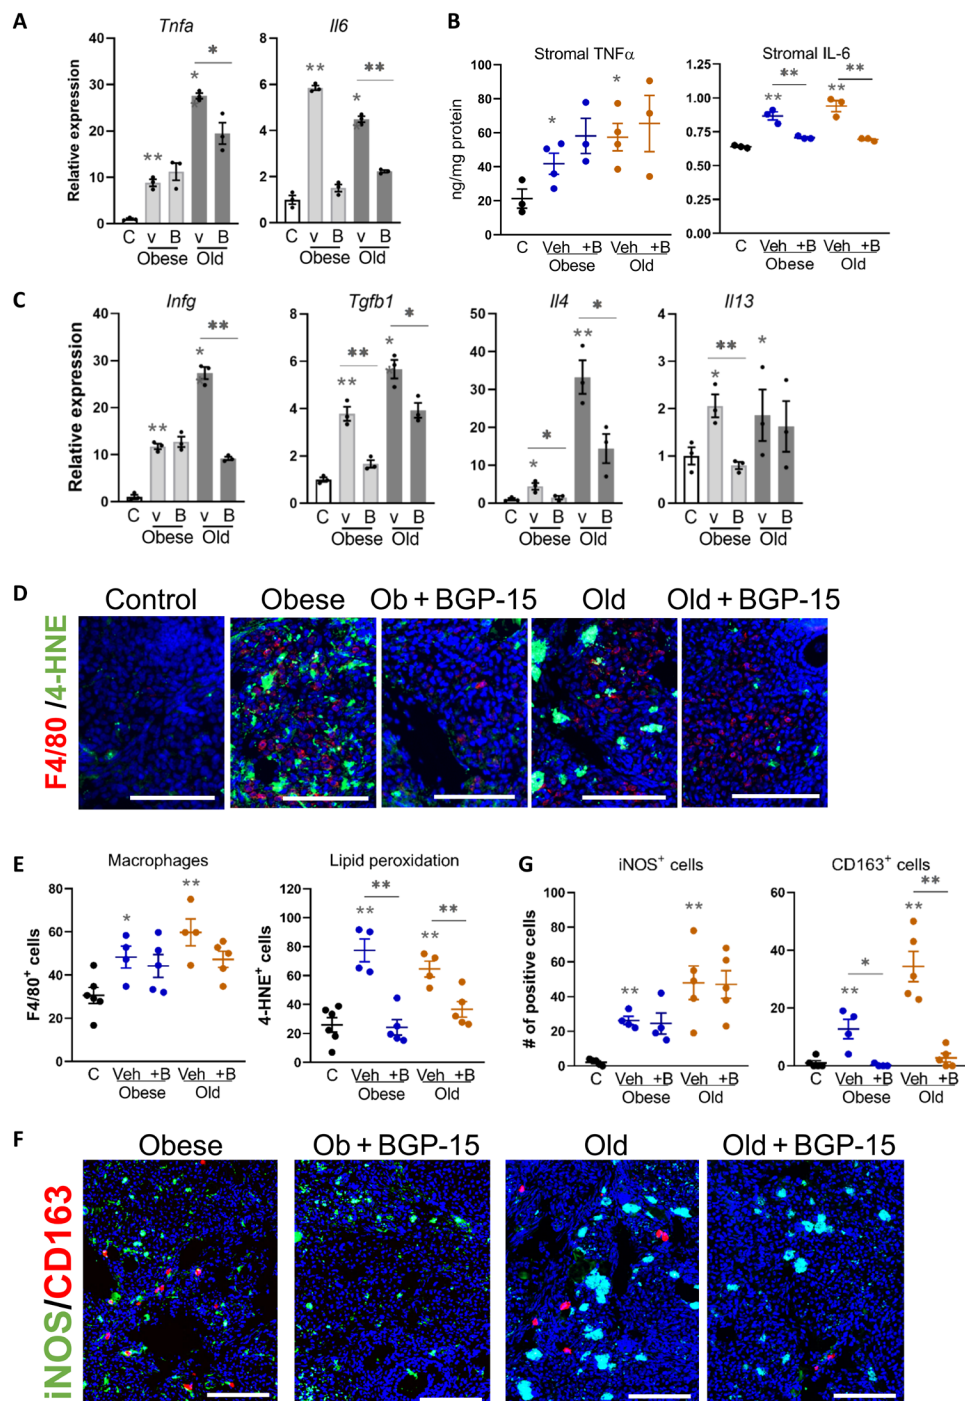 A
Tnfa
Il6
Relative expression
40
30
20
10
0
*
*
*
**
8
6
4
2
0
**
*
*
**
C v B v B
Obese Old
C v B v B
Obese Old
B
Stromal TNFα
Stromal IL-6
ng/mg protein
100
80
60
40
20
0
*
*
1.25
1.00
0.75
0.50
0.25
0.00
**
**
**
**
C Veh +B Veh +B
Obese Old
C Veh +B Veh +B
Obese Old
C
Infg
Tgfb1
Il4
Il13
Relative expression
40
30
20
10
0
**
*
*
**
8
6
4
2
0
**
**
*
*
*
50
40
30
20
10
0
*
*
**
*
4
3
2
1
0
*
**
*
C v B v B
Obese Old
C v B v B
Obese Old
C v B v B
Obese Old
C v B v B
Obese Old
D
Control
Obese
Ob + BGP-15
Old
Old + BGP-15
F4/80 /4-HNE
E
Macrophages
Lipid peroxidation
F4/80+ cells
80
60
40
20
0
*
**
4-HNE+ cells
120
100
80
60
40
20
0
**
**
**
**
C Veh +B Veh +B
Obese Old
C Veh +B Veh +B
Obese Old
G
iNOS+ cells
CD163+ cells
# of positive cells
100
80
60
40
20
0
**
**
60
40
20
0
**
*
**
**
C Veh +B Veh +B
Obese Old
C Veh +B Veh +B
Obese Old
F
Obese
Ob + BGP-15
Old
Old + BGP-15
iNOS/CD163